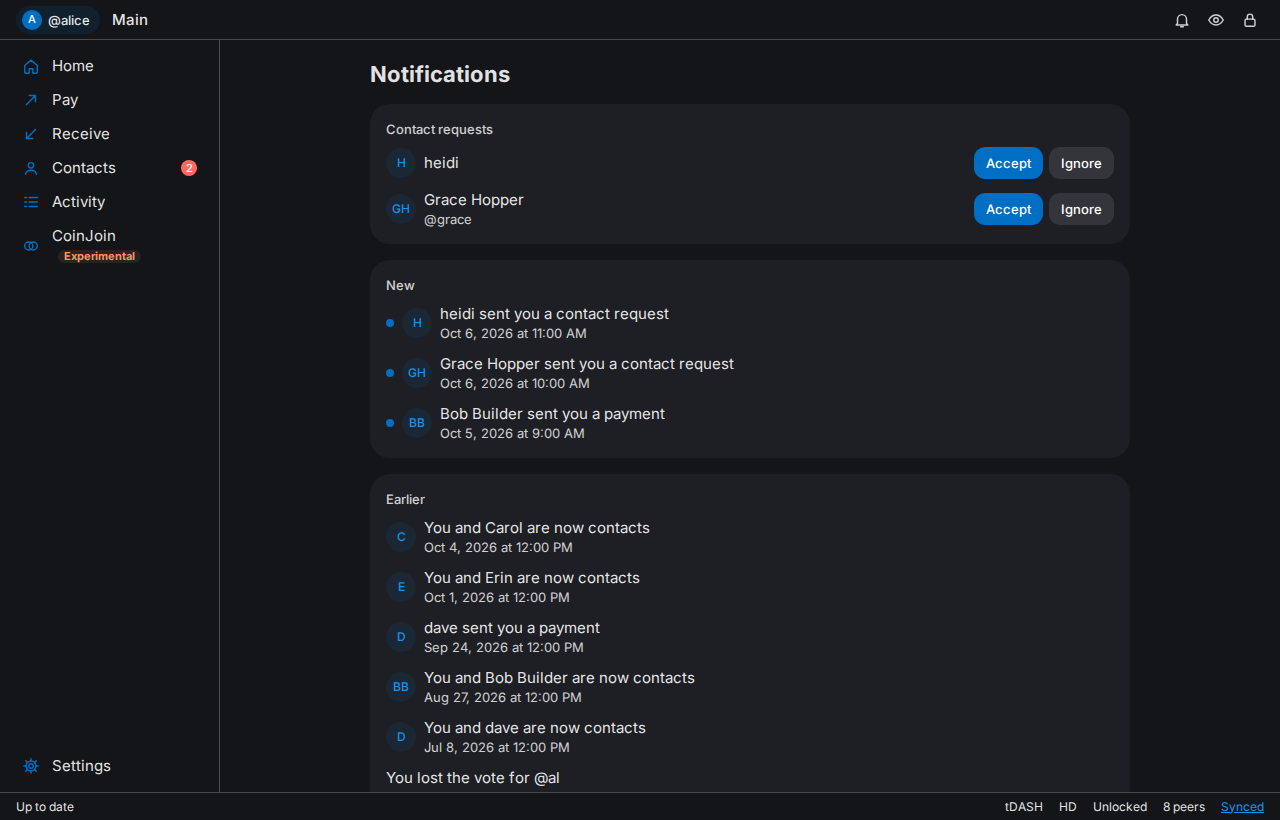 A @alice Main
Home
Pay
Receive
Contacts 2
Activity
CoinJoin
Experimental
Settings
Notifications
Contact requests
H heidi Accept Ignore
GH Grace Hopper Accept Ignore
@grace
New
H heidi sent you a contact request
Oct 6, 2026 at 11:00 AM
GH Grace Hopper sent you a contact request
Oct 6, 2026 at 10:00 AM
BB Bob Builder sent you a payment
Oct 5, 2026 at 9:00 AM
Earlier
C You and Carol are now contacts
Oct 4, 2026 at 12:00 PM
E You and Erin are now contacts
Oct 1, 2026 at 12:00 PM
D dave sent you a payment
Sep 24, 2026 at 12:00 PM
BB You and Bob Builder are now contacts
Aug 27, 2026 at 12:00 PM
D You and dave are now contacts
Jul 8, 2026 at 12:00 PM
You lost the vote for @al
Up to date tDASH HD Unlocked 8 peers Synced